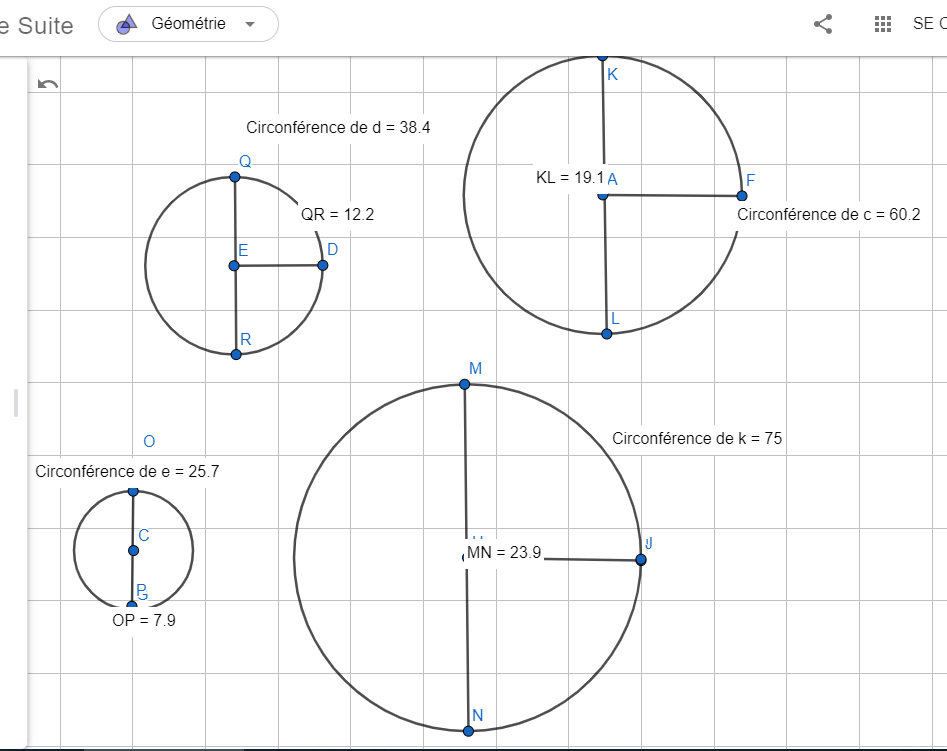 e Suite
Géométrie
SE C
K
Circonférence de d = 38.4
Q
KL = 19.1
A
F
QR = 12.2
Circonférence de c = 60.2
E
D
L
R
M
Circonférence de k = 75
O
Circonférence de e = 25.7
C
J
MN = 23.9
P
OP = 7.9
N